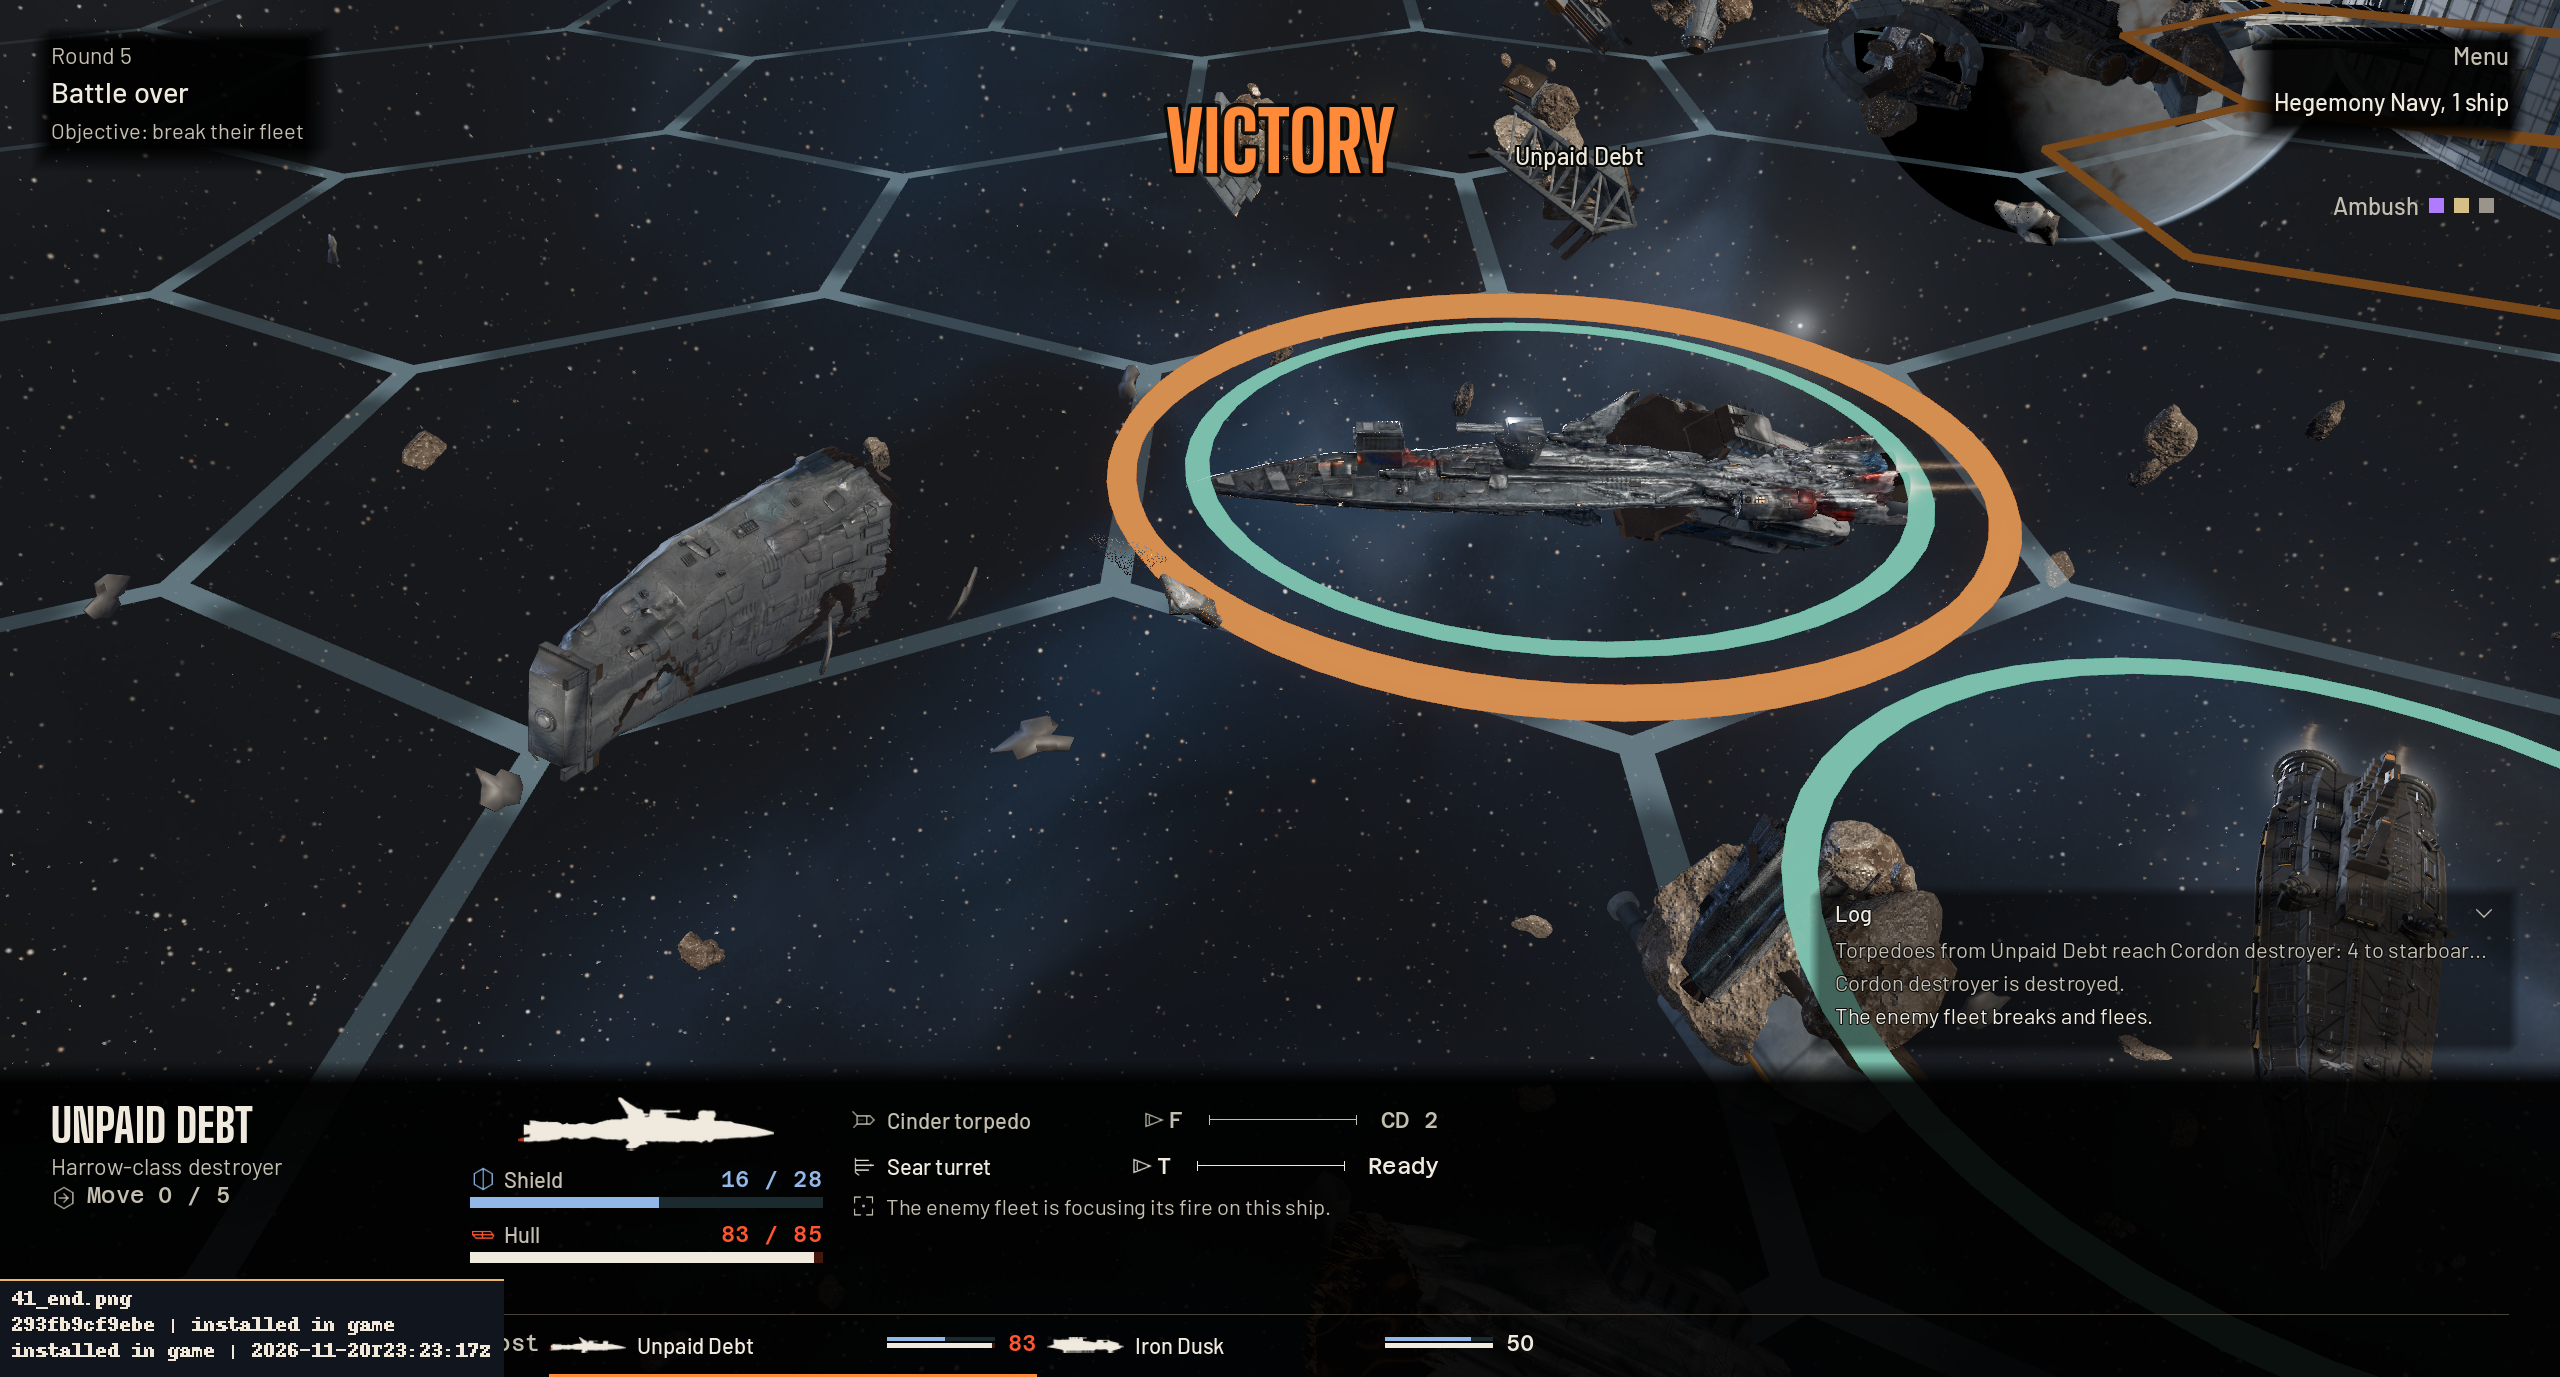 Round 5
Battle over
Objective: break their fleet
VICTORY
Unpaid Debt
Menu
Hegemony Navy, 1 ship
Ambush
Log
Torpedoes from Unpaid Debt reach Cordon destroyer: 4 to starboar...
Cordon destroyer is destroyed.
The enemy fleet breaks and flees.
UNPAID DEBT
Harrow-class destroyer
Move 0 / 5
Shield 16 / 28
Hull 83 / 85
Cinder torpedo F CD 2
Sear turret T Ready
The enemy fleet is focusing its fire on this ship.
41_end.png
293fb9cf9ebe | installed in game
installed in game | 2026-11-20T23:23:17Z
ost Unpaid Debt 83 Iron Dusk 50